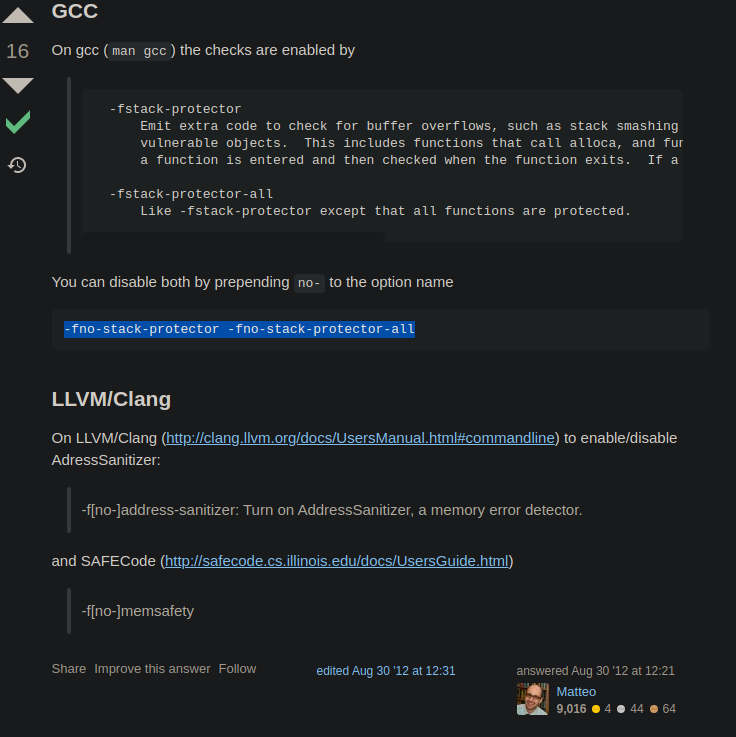 GCC
16
On gcc (man gcc) the checks are enabled by
-fstack-protector
Emit extra code to check for buffer overflows, such as stack smashing
vulnerable objects.  This includes functions that call alloca, and fun
a function is entered and then checked when the function exits.  If a
-fstack-protector-all
Like -fstack-protector except that all functions are protected.
You can disable both by prepending no- to the option name
-fno-stack-protector -fno-stack-protector-all
LLVM/Clang
On LLVM/Clang (http://clang.llvm.org/docs/UsersManual.html#commandline) to enable/disable
AdressSanitizer:
-f[no-]address-sanitizer: Turn on AddressSanitizer, a memory error detector.
and SAFECode (http://safecode.cs.illinois.edu/docs/UsersGuide.html)
-f[no-]memsafety
Share Improve this answer Follow
edited Aug 30 '12 at 12:31
answered Aug 30 '12 at 12:21
Matteo
9,016 4 44 64